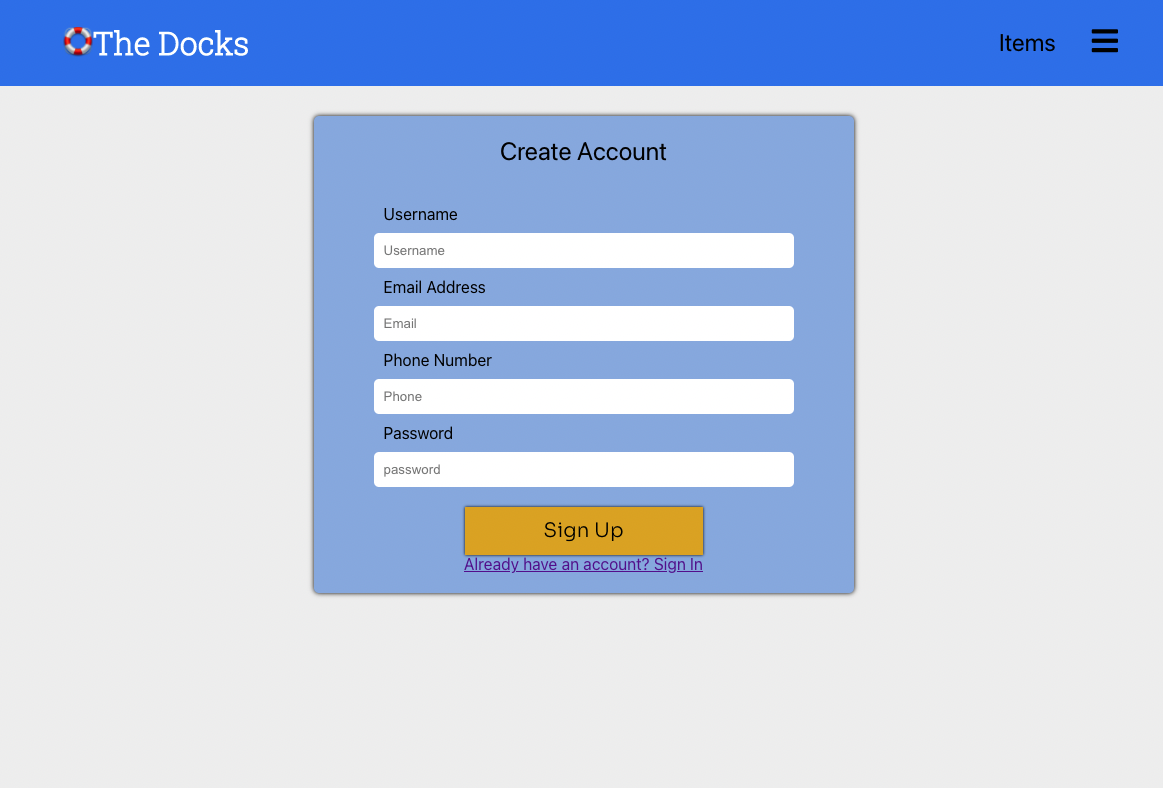 The Docks
Items
Create Account
Username
Username
Email Address
Email
Phone Number
Phone
Password
password
Sign Up
Already have an account? Sign In